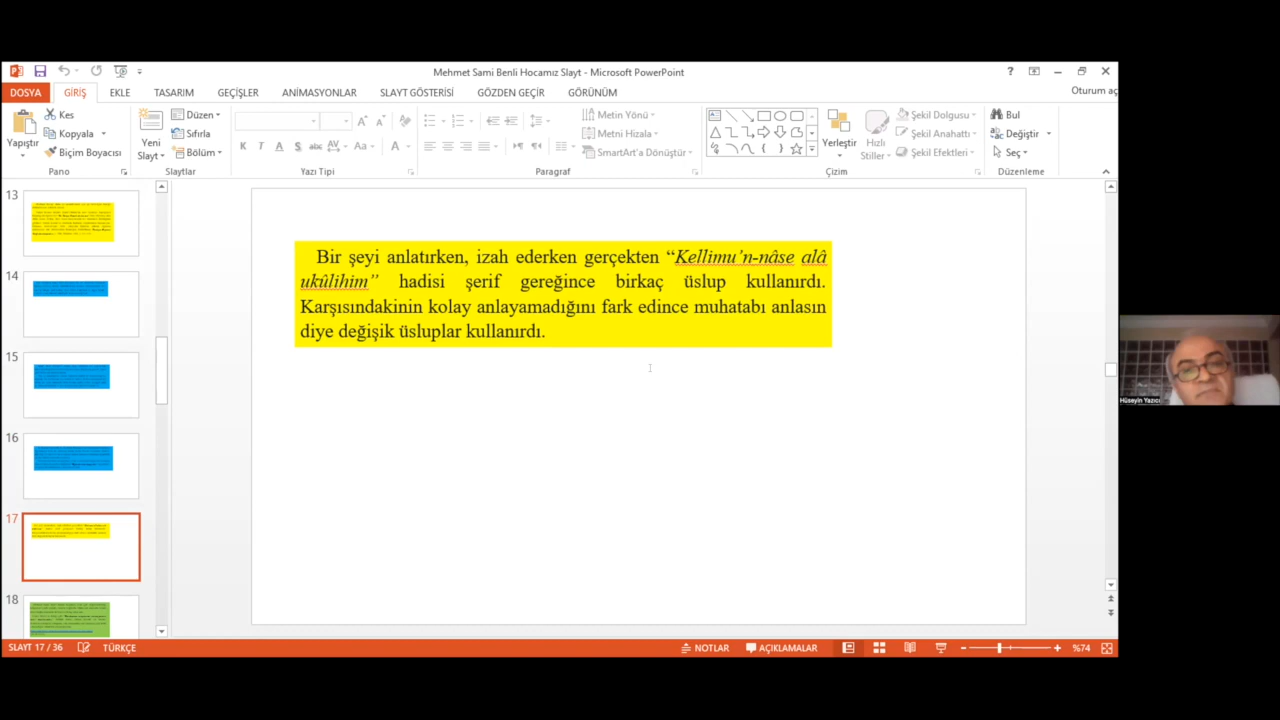 Mehmet Sami Benli Hocamız Slayt - Microsoft PowerPoint
DOSYA GİRİŞ EKLE TASARIM GEÇİŞLER ANİMASYONLAR SLAYT GÖSTERİSİ GÖZDEN GEÇİR GÖRÜNÜM Oturum aç
Yapıştır
Kes
Kopyala
Biçim Boyacısı
Pano
Yeni
Slayt
Düzen
Sıfırla
Bölüm
Slaytlar
K T A S abc AV Aa A
Yazı Tipi
Metin Yönü
Metni Hizala
SmartArt'a Dönüştür
Paragraf
Yerleştir
Hızlı
Stiller
Şekil Dolgusu
Şekil Anahattı
Şekil Efektleri
Çizim
Bul
Değiştir
Seç
Düzenleme
13
14
15
16
17
18
Bir şeyi anlatırken, izah ederken gerçekten “Kellimu’n-nâse alâ
ukûlihim” hadisi şerif gereğince birkaç üslup kullanırdı.
Karşısındakinin kolay anlayamadığını fark edince muhatabı anlasın
diye değişik üsluplar kullanırdı.
Hüseyin Yazıcı
SLAYT 17 / 36 TÜRKÇE NOTLAR AÇIKLAMALAR %74